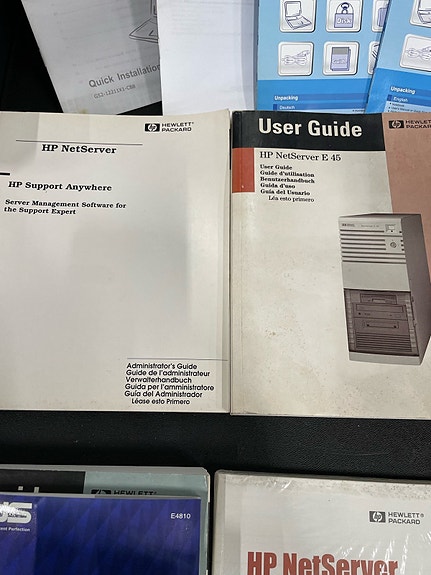 Quick Installation
Disk
Unpacking
Deutsch
Unpacking
English
HEWLETT®
PACKARD
HP NetServer
HP Support Anywhere
Server Management Software for
the Support Expert
Administrator's Guide
Guide de l'administrateur
Verwalterhandbuch
Guida per l'amministratore
Guía del Administrador
Léase esto Primero
User Guide
HEWLETT
PACKARD
HP NetServer E 45
User Guide
Guide d'utilisation
Benutzerhandbuch
Guida d'uso
Guía del Usuario
Léa esto primero
HEWLETT®
E4810
HEWLETT®
PACKARD
HP NetServer